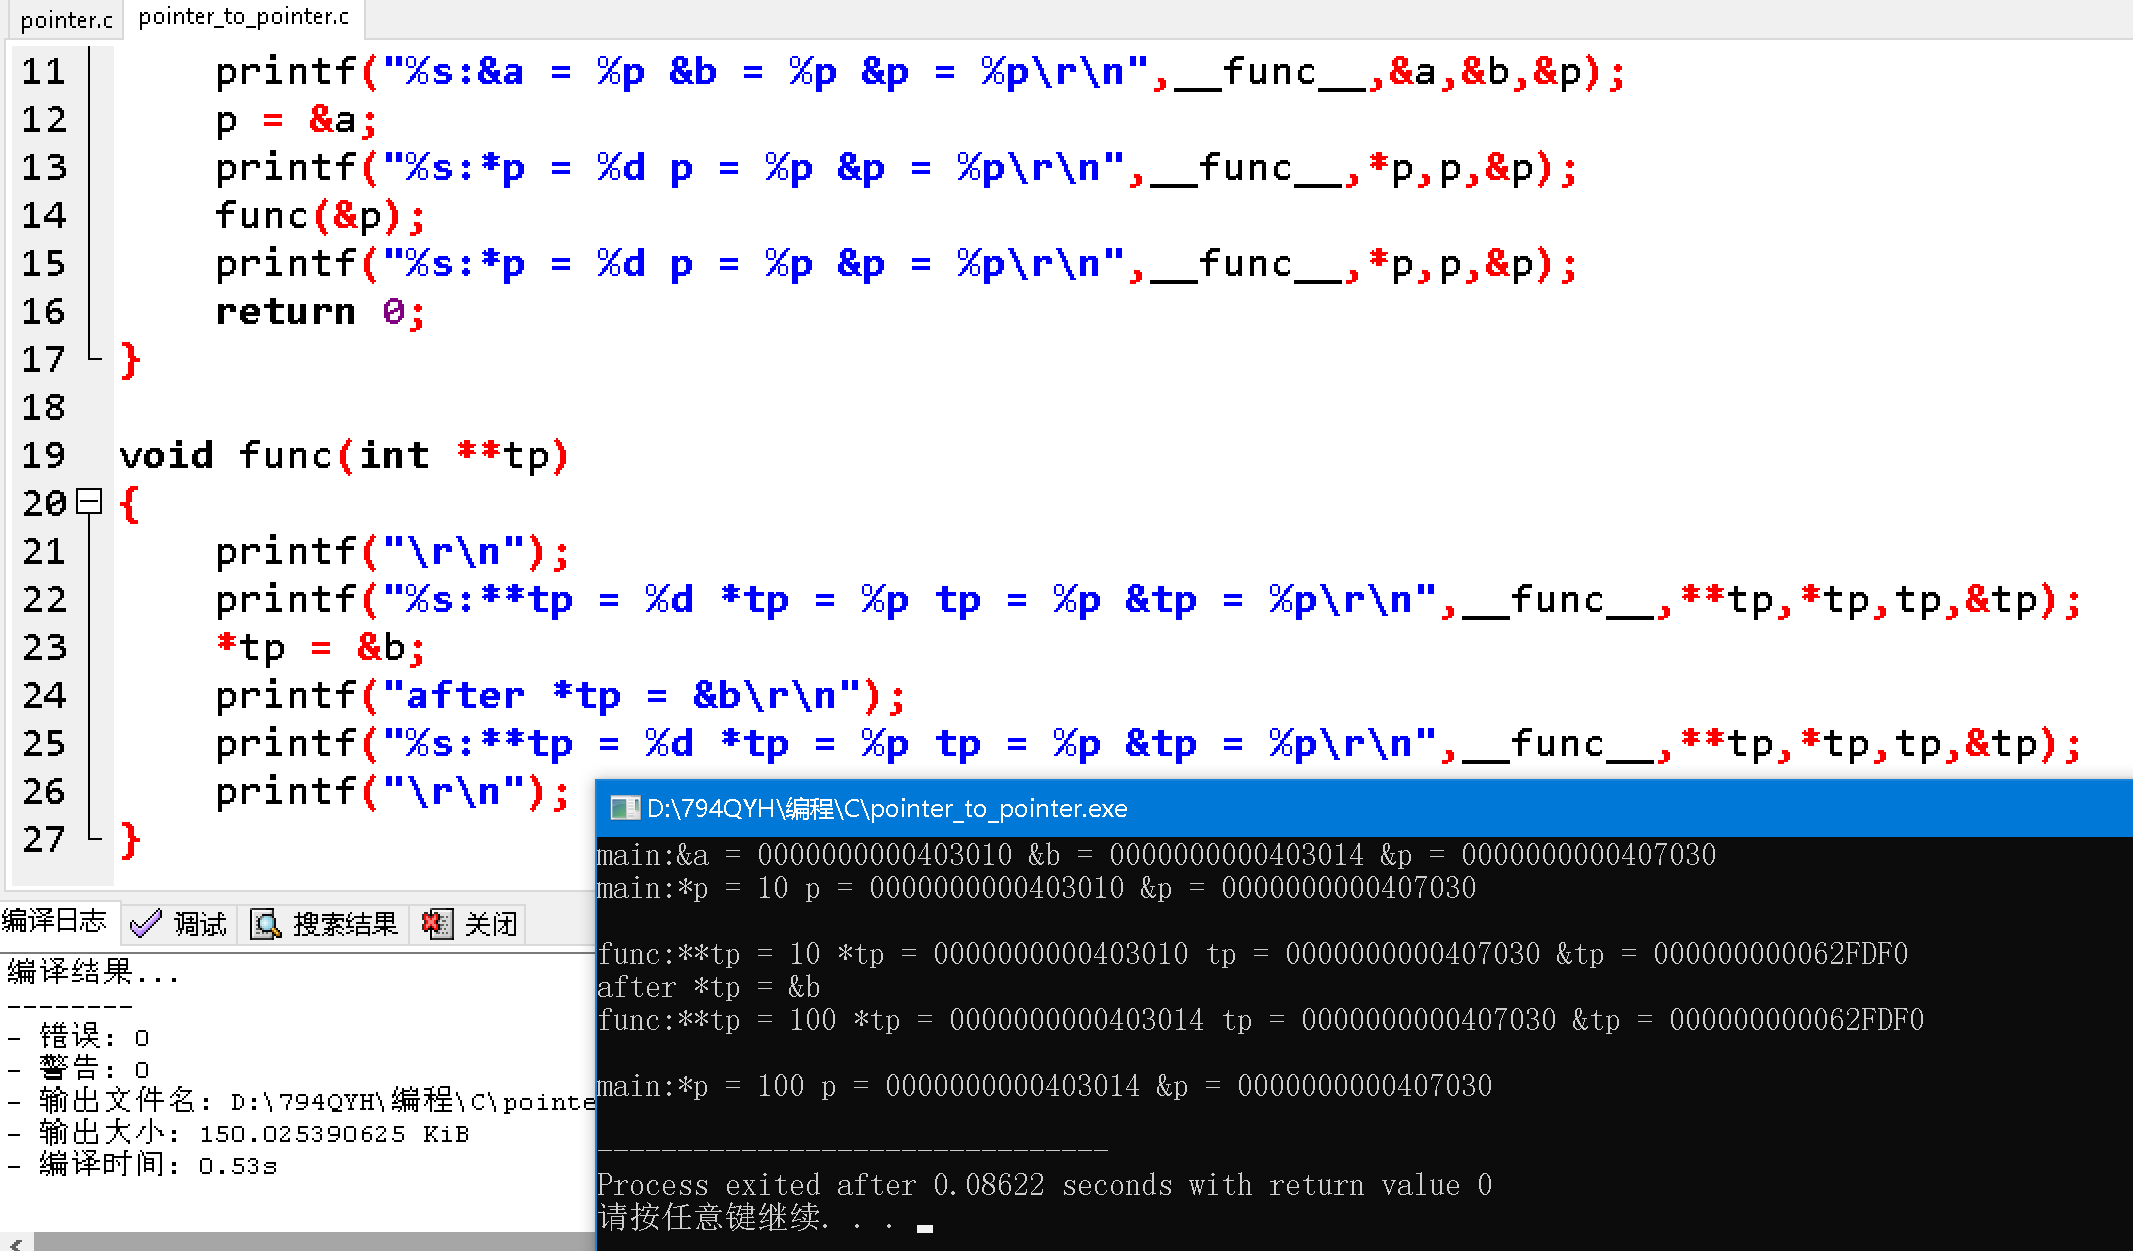 pointer.c pointer_to_pointer.c
11 printf("%s:&a = %p &b = %p &p = %p\r\n",__func__,&a,&b,&p);
12 p = &a;
13 printf("%s:*p = %d p = %p &p = %p\r\n",__func__,*p,p,&p);
14 func(&p);
15 printf("%s:*p = %d p = %p &p = %p\r\n",__func__,*p,p,&p);
16 return 0;
17 }
18
19 void func(int **tp)
20 {
21 printf("\r\n");
22 printf("%s:**tp = %d *tp = %p tp = %p &tp = %p\r\n",__func__,**tp,*tp,tp,&tp);
23 *tp = &b;
24 printf("after *tp = &b\r\n");
25 printf("%s:**tp = %d *tp = %p tp = %p &tp = %p\r\n",__func__,**tp,*tp,tp,&tp);
26 printf("\r\n");
27 }
编译日志 调试 搜索结果 关闭
编译结果...
--------
- 错误: 0
- 警告: 0
- 输出文件名: D:\794QYH\编程\C\pointe
- 输出大小: 150.025390625 KiB
- 编译时间: 0.53s
D:\794QYH\编程\C\pointer_to_pointer.exe
main:&a = 0000000000403010 &b = 0000000000403014 &p = 0000000000407030
main:*p = 10 p = 0000000000403010 &p = 0000000000407030
func:**tp = 10 *tp = 0000000000403010 tp = 0000000000407030 &tp = 000000000062FDF0
after *tp = &b
func:**tp = 100 *tp = 0000000000403014 tp = 0000000000407030 &tp = 000000000062FDF0
main:*p = 100 p = 0000000000403014 &p = 0000000000407030
--------------------------------
Process exited after 0.08622 seconds with return value 0
请按任意键继续. . .